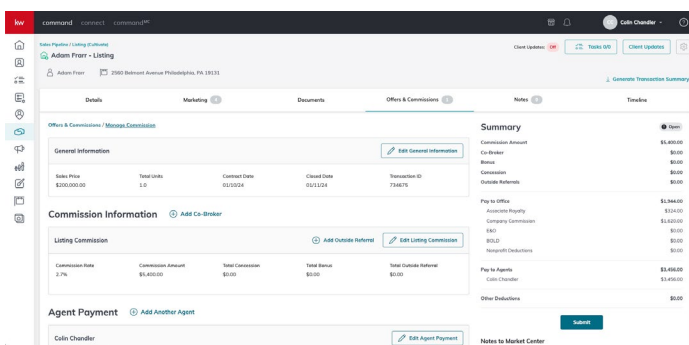 kw command connect command MC Colin Chandler
Sales Pipeline / Listing (Cultivate)
Adam Frarr - Listing
Client Updates: Off Tasks 0/0 Client Updates
Adam Frarr 2560 Belmont Avenue Philadelphia, PA 19131
Generate Transaction Summary
Details Marketing Documents Offers & Commissions Notes Timeline
Offers & Commissions / Manage Commission
General Information Edit General Information
Sales Price Total Units Contract Date Closed Date Transaction ID
$200,000.00 1.0 01/10/24 01/11/24 734675
Commission Information Add Co-Broker
Listing Commission Add Outside Referral Edit Listing Commission
Commission Rate Commission Amount Total Concession Total Bonus Total Outside Referral
2.7% $5,400.00 $0.00 $0.00 $0.00
Agent Payment Add Another Agent
Colin Chandler Edit Agent Payment
Summary Open
Commission Amount $5,400.00
Co-Broker $0.00
Bonus $0.00
Concession $0.00
Outside Referrals $0.00
Pay to Office $1,944.00
Associate Royalty $324.00
Company Commission $1,620.00
E&O $0.00
BOLD $0.00
Nonprofit Deductions $0.00
Pay to Agents $3,456.00
Colin Chandler $3,456.00
Other Deductions $0.00
Submit
Notes to Market Center